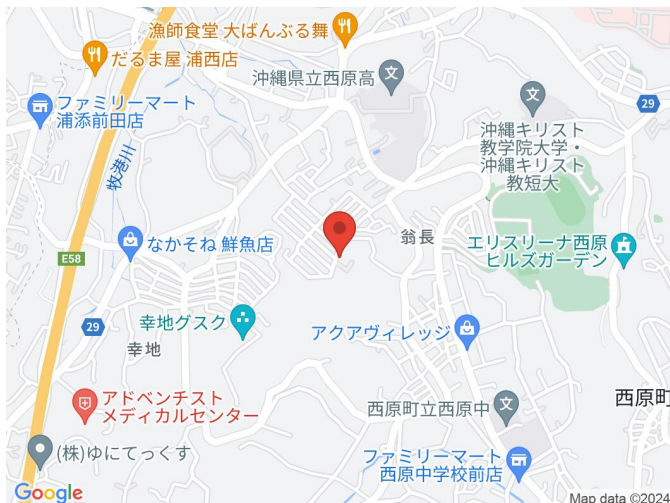 漁師食堂 大ばんぶる舞
だるま屋 浦西店
沖縄県立西原高
29
ファミリーマート
浦添前田店
沖縄キリスト
教学院大学・
沖縄キリスト
教短大
牧港川
翁長
なかそね 鮮魚店
エリスリーナ西原
ヒルズガーデン
E58
29
幸地グスク
アクアヴィレッジ
幸地
アドベンチスト
メディカルセンター
西原町立西原中
西原町
(株)ゆにてっくす
ファミリーマート
西原中学校前店
Google
Map data ©2024